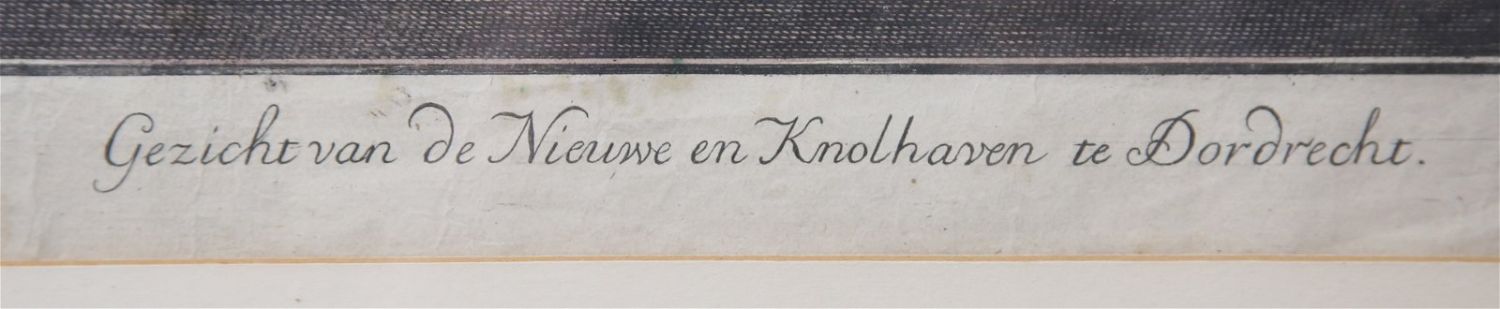 Gezicht van de Nieuwe en Knolhaven te Dordrecht.